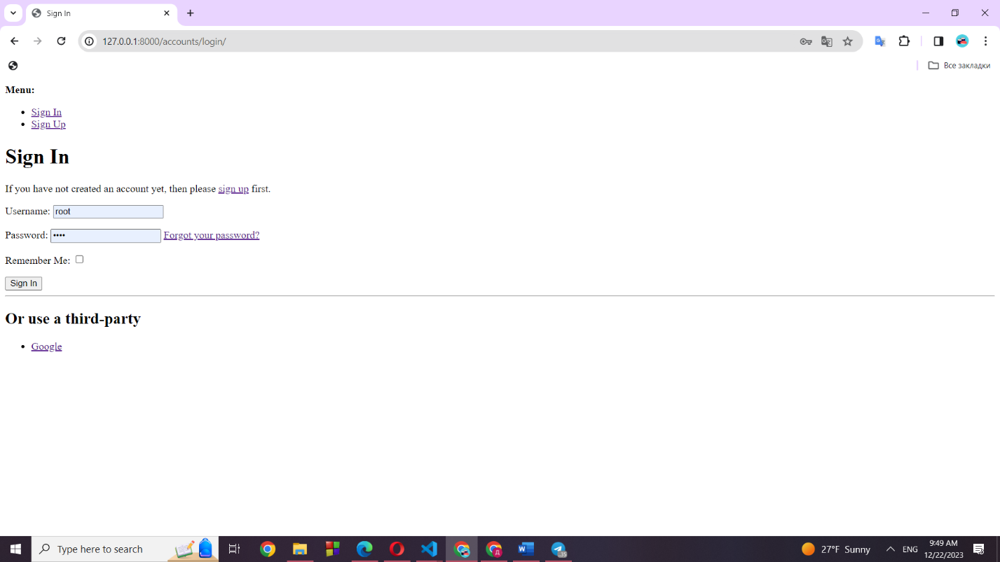 Sign In
127.0.0.1:8000/accounts/login/
Все закладки
Menu:
Sign In
Sign Up
Sign In
If you have not created an account yet, then please sign up first.
Username: root
Password: •••• Forgot your password?
Remember Me:
Sign In
Or use a third-party
Google
Type here to search
Д
W
35
27°F Sunny
ENG
9:49 AM
12/22/2023